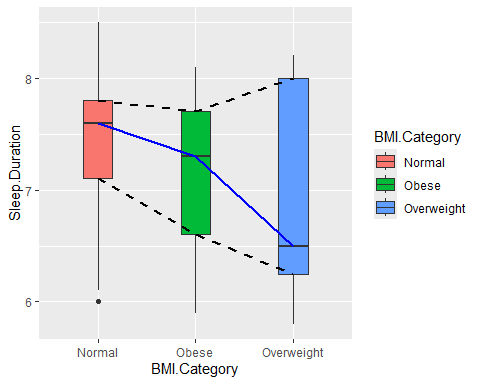 8
7
6
Sleep.Duration
Normal
Obese
Overweight
BMI.Category
BMI.Category
Normal
Obese
Overweight